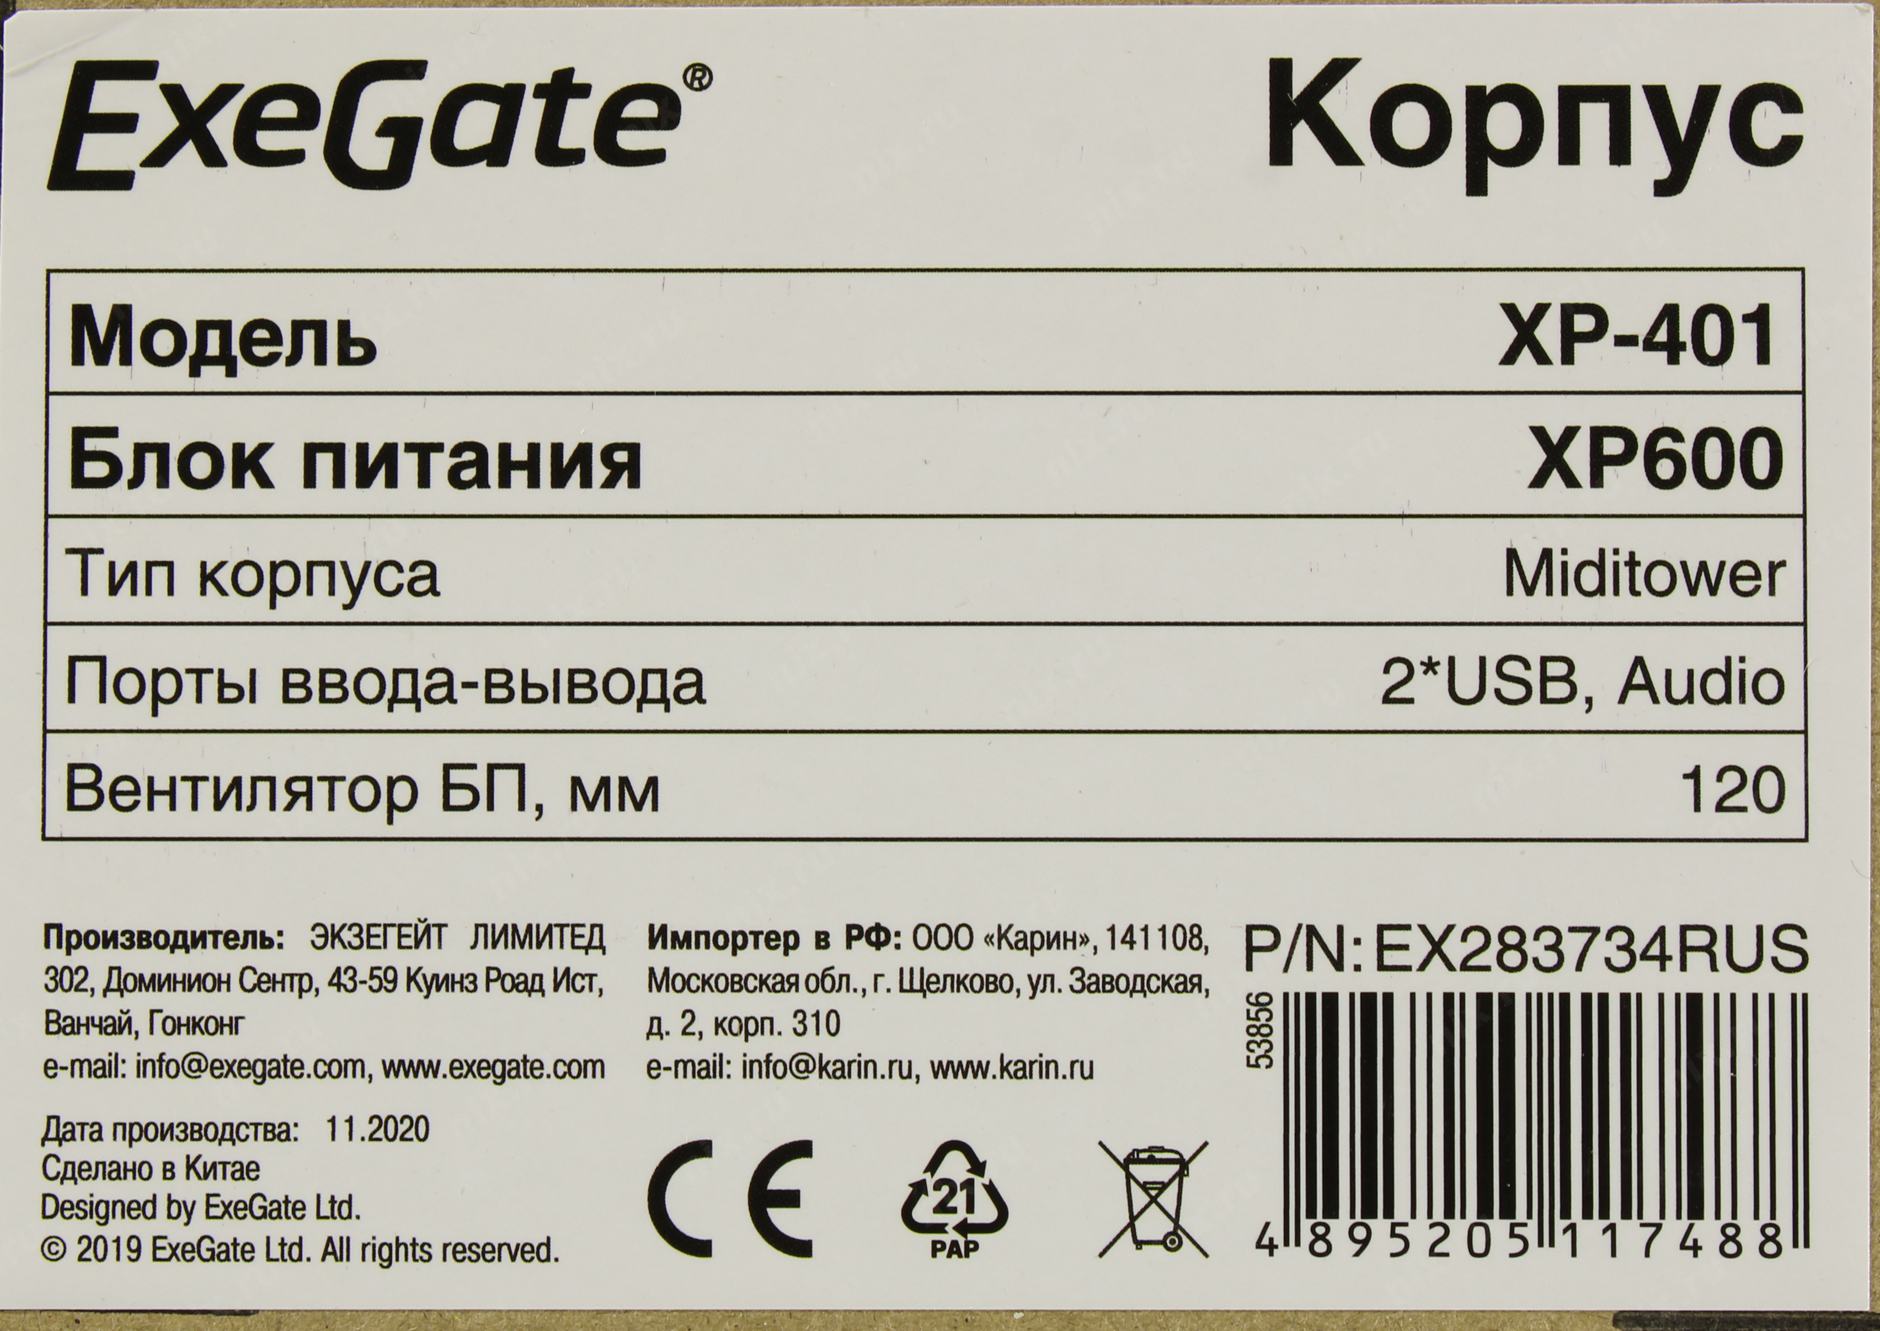 ExeGate® Корпус
Модель XP-401
Блок питания XP600
Тип корпуса Miditower
Порты ввода-вывода 2*USB, Audio
Вентилятор БП, мм 120
Производитель: ЭКЗЕГЕЙТ ЛИМИТЕД
302, Доминион Сентр, 43-59 Куинз Роад Ист,
Ванчай, Гонконг
e-mail: info@exegate.com, www.exegate.com
Импортер в РФ: ООО «Карин», 141108,
Московская обл., г. Щелково, ул. Заводская,
д. 2, корп. 310
e-mail: info@karin.ru, www.karin.ru
P/N: EX283734RUS
53856
4 895205 117488
Дата производства: 11.2020
Сделано в Китае
Designed by ExeGate Ltd.
© 2019 ExeGate Ltd. All rights reserved.
CE
21
PAP